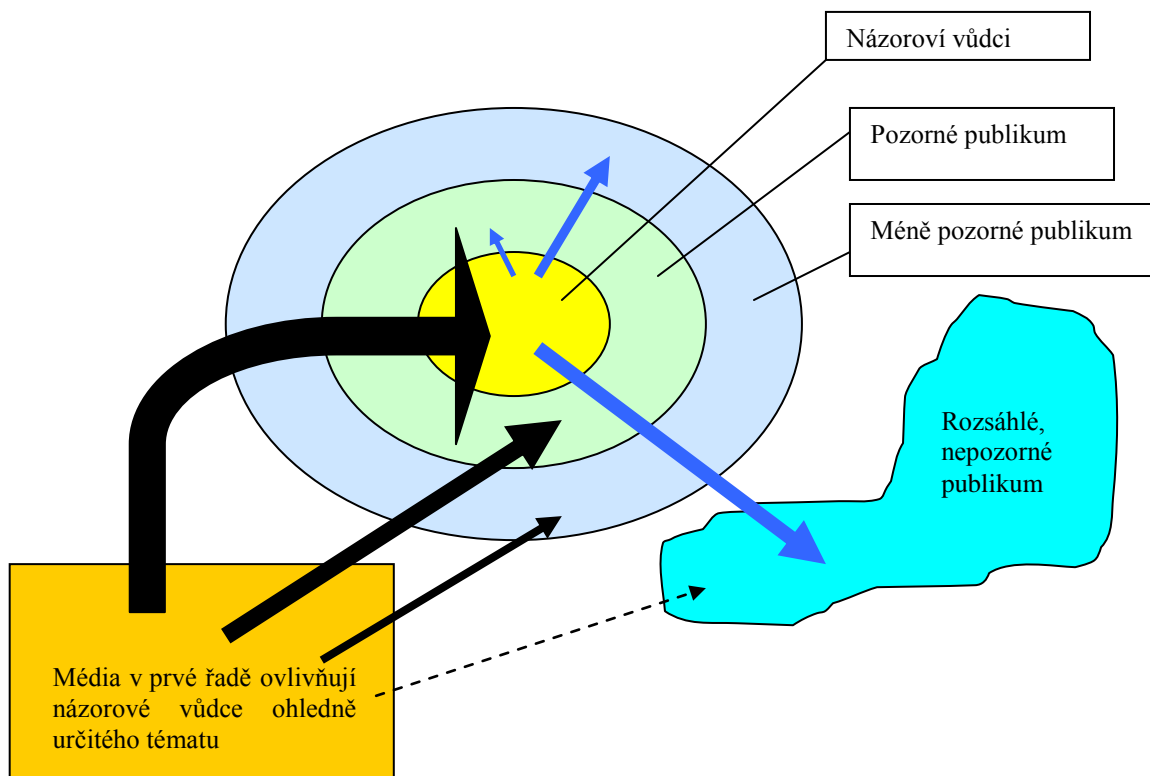 Názoroví vůdci
Pozorné publikum
Méně pozorné publikum
Rozsáhlé,
nepozorné
publikum
Média v prvé řadě ovlivňují
názorové vůdce ohledně
určitého tématu